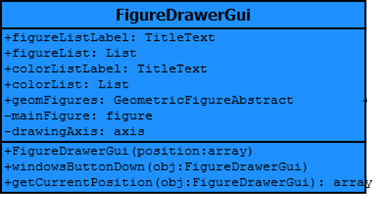 FigureDrawerGui
+figureListLabel: TitleText
+figureList: List
+colorListLabel: TitleText
+colorList: List
+geomFigures: GeometricFigureAbstract
-mainFigure: figure
-drawingAxis: axis
+FigureDrawerGui(position:array)
+windowsButtonDown(obj:FigureDrawerGui)
+getCurrentPosition(obj:FigureDrawerGui): array